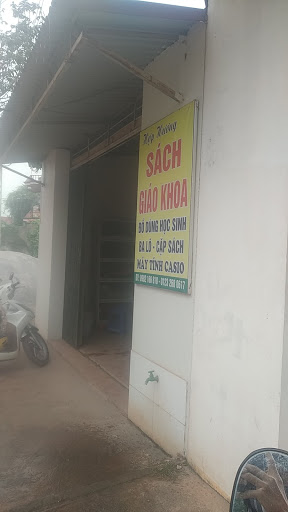 SÁCH
GIÁO KHOA
ĐỒ DÙNG HỌC SINH
BA LÔ - CẶP SÁCH
MÁY TÍNH CASIO